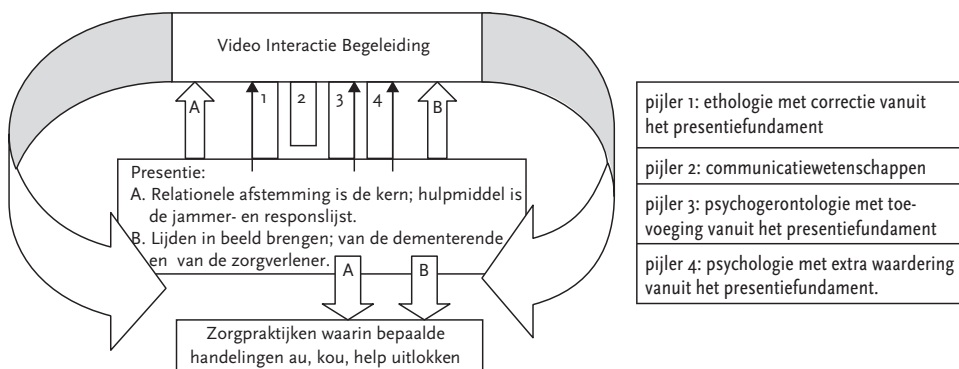 Video Interactie Begeleiding
A
1
2
3
4
B
Presentie:
A. Relationele afstemming is de kern; hulpmiddel is
de jammer- en responslijst.
B. Lijden in beeld brengen; van de dementerende
en van de zorgverlener.
A
B
Zorgpraktijken waarin bepaalde
handelingen au, kou, help uitlokken
pijler 1: ethologie met correctie vanuit
het presentiefundament
pijler 2: communicatiewetenschappen
pijler 3: psychogerontologie met toe-
voeging vanuit het presentiefundament
pijler 4: psychologie met extra waardering
vanuit het presentiefundament.